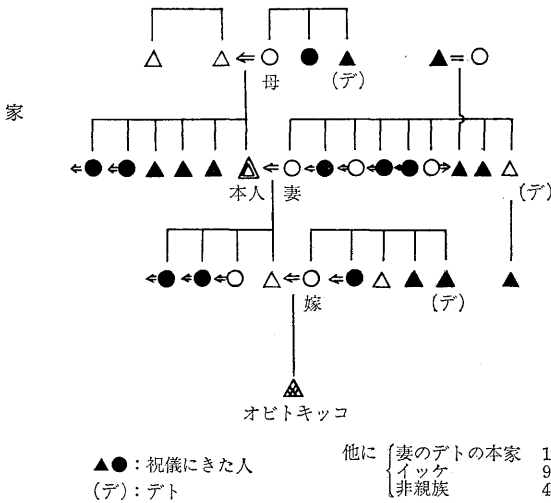 母
(デ)
家
本人 妻
(デ)
嫁
(デ)
オビトキッコ
▲●：祝儀にきた人
(デ)：デト
他に
妻のデトの本家 1
イッケ 9
非親族 4